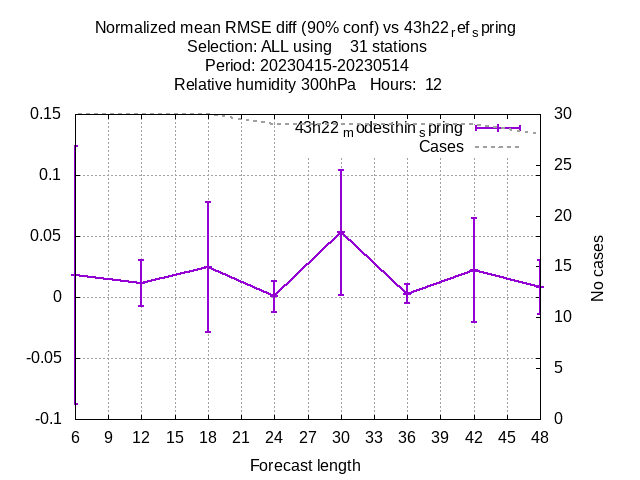 Normalized mean RMSE diff (90% conf) vs 43h22refspring
Selection: ALL using 31 stations
Period: 20230415-20230514
Relative humidity 300hPa Hours: 12
43h22modesthinspring
Cases
0.15
0.1
0.05
0
-0.05
-0.1
30
25
20
15
10
5
0
No cases
6 9 12 15 18 21 24 27 30 33 36 39 42 45 48
Forecast length